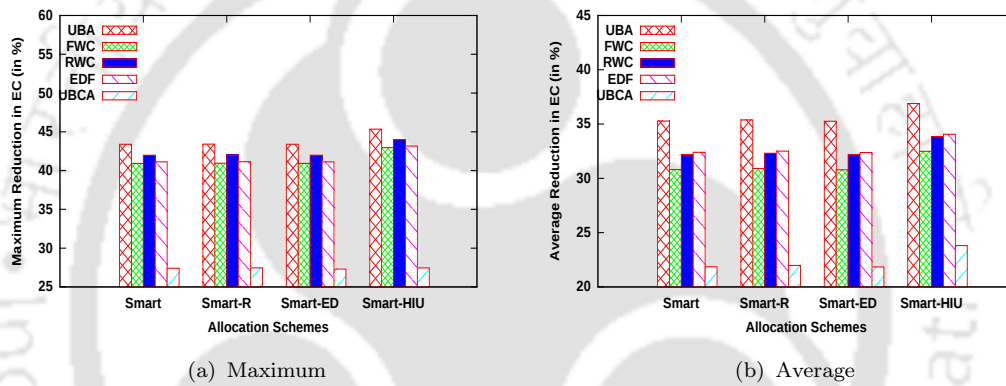 60
55
50
45
40
35
30
25
Maximum Reduction in EC (in %)
UBA
FWC
RWC
EDF
UBCA
Smart Smart-R Smart-ED Smart-HIU
Allocation Schemes
(a) Maximum
45
40
35
30
25
20
Average Reduction in EC (in %)
UBA
FWC
RWC
EDF
UBCA
Smart Smart-R Smart-ED Smart-HIU
Allocation Schemes
(b) Average